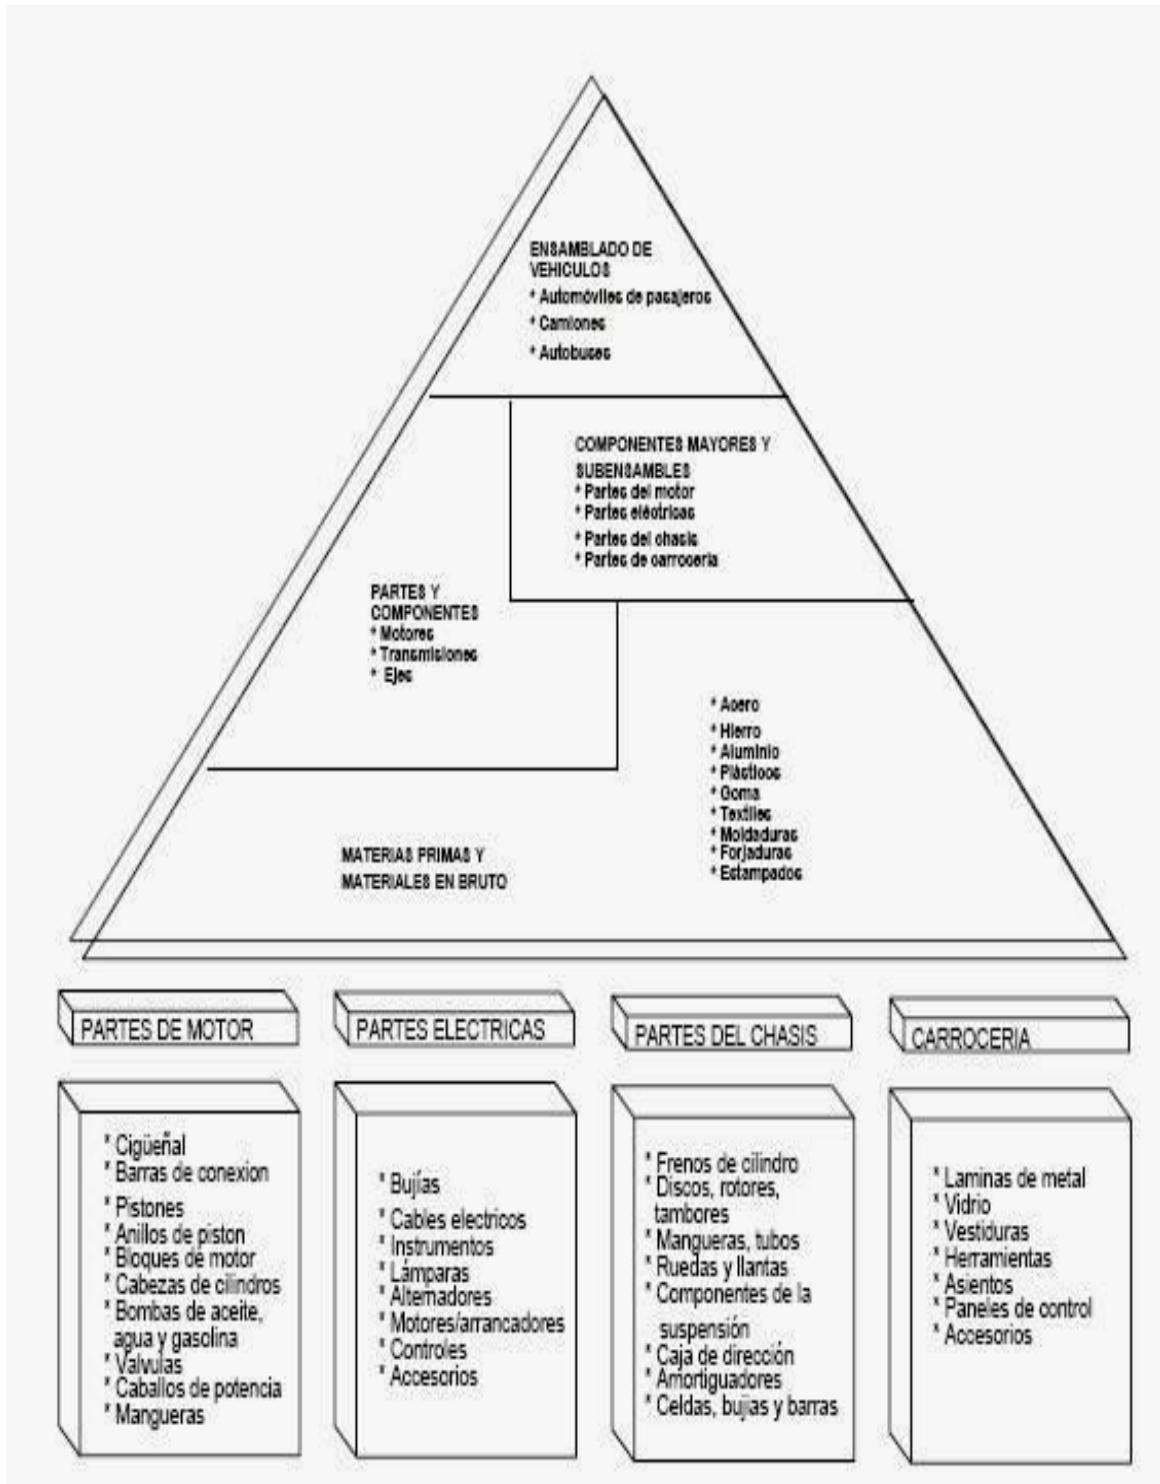 ENSAMBLADO DE
VEHICULOS
* Automóviles de pasajeros
* Camiones
* Autobuses
COMPONENTES MAYORES Y
SUBENSAMBLES
* Partes del motor
* Partes eléctricas
* Partes del chasis
* Partes de carroceria
PARTES Y
COMPONENTES
* Motores
* Transmisiones
* Ejes
* Acero
* Hierro
* Aluminio
* Plásticos
* Goma
* Textiles
* Moldaduras
* Forjaduras
* Estampados
MATERIAS PRIMAS Y
MATERIALES EN BRUTO
PARTES DE MOTOR
* Cigüeñal
* Barras de conexion
* Pistones
* Anillos de piston
* Bloques de motor
* Cabezas de cilindros
* Bombas de aceite,
agua y gasolina
* Válvulas
* Caballos de potencia
* Mangueras
PARTES ELECTRICAS
* Bujías
* Cables electricos
* Instrumentos
* Lámparas
* Alternadores
* Motores/arrancadores
* Controles
* Accesorios
PARTES DEL CHASIS
* Frenos de cilindro
* Discos, rotores,
tambores
* Mangueras, tubos
* Ruedas y llantas
* Componentes de la
suspensión
* Caja de dirección
* Amortiguadores
* Celdas, bujias y barras
CARROCERIA
* Laminas de metal
* Vidrio
* Vestiduras
* Herramientas
* Asientos
* Paneles de control
* Accesorios